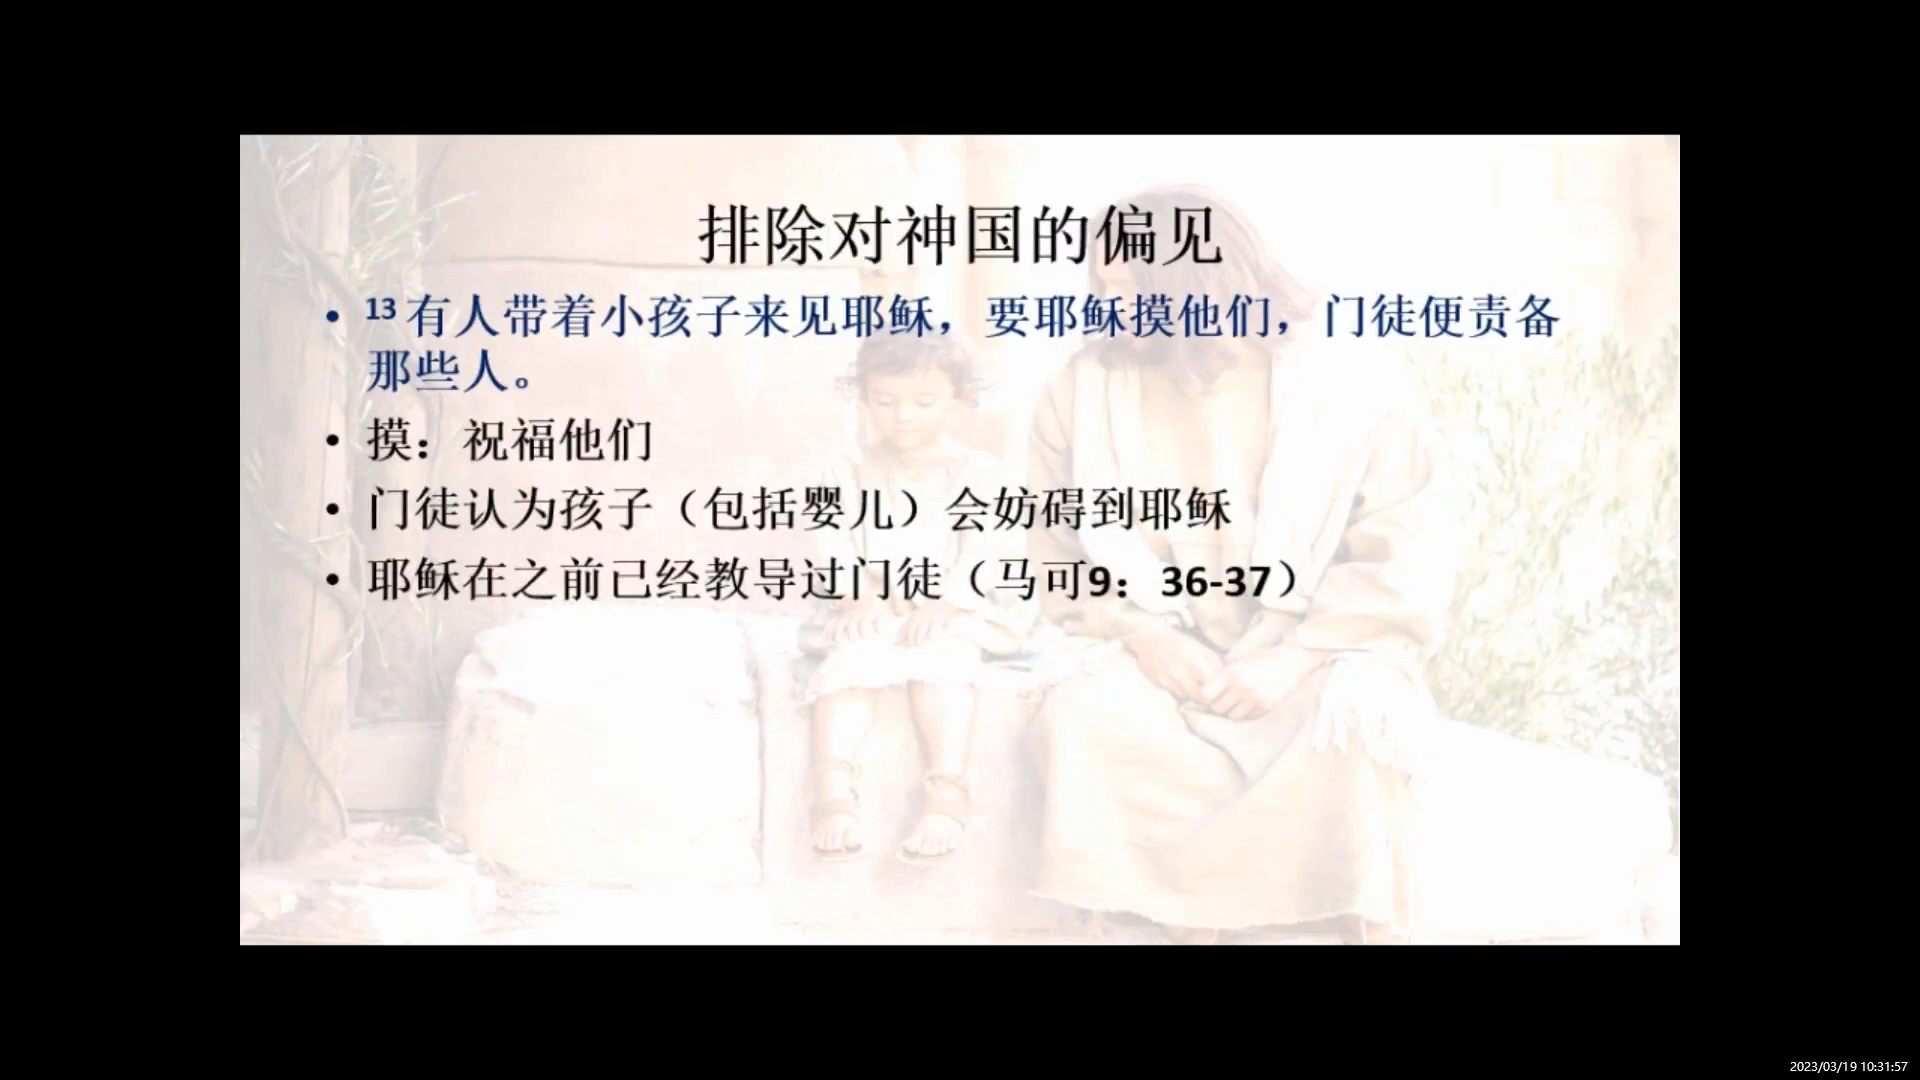 排除对神国的偏见
• 13 有人带着小孩子来见耶稣，要耶稣摸他们，门徒便责备
那些人。
• 摸：祝福他们
• 门徒认为孩子（包括婴儿）会妨碍到耶稣
• 耶稣在之前已经教导过门徒（马可9：36-37）
2023/03/19 10:31:57